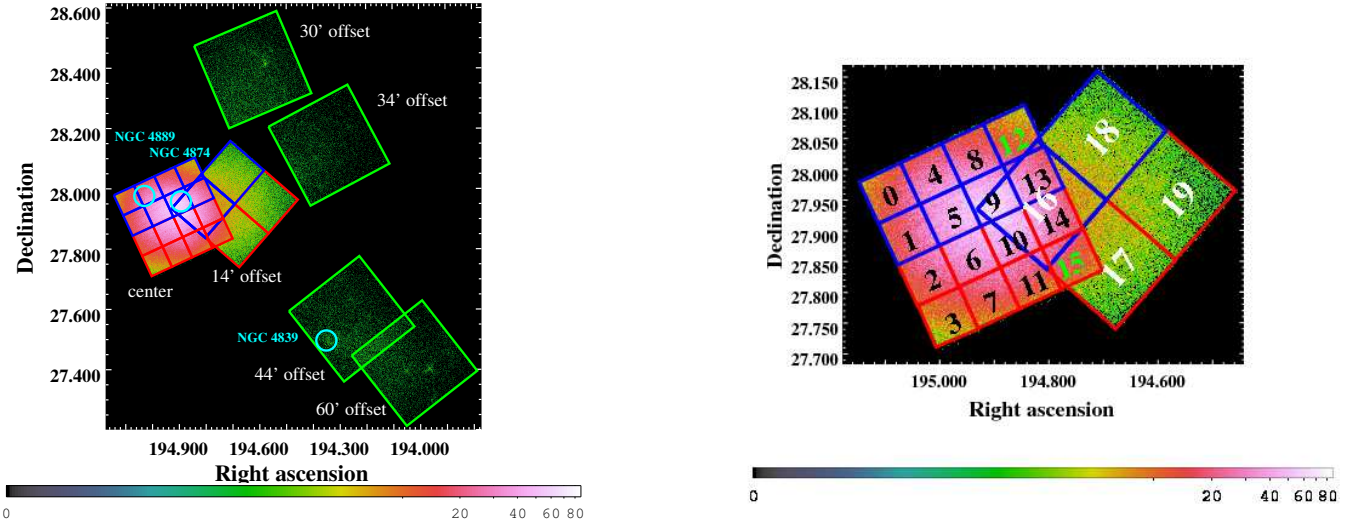 28.600
28.400
28.200
28.000
27.800
27.600
27.400
Declination
30' offset
34' offset
NGC 4889
NGC 4874
14' offset
center
NGC 4839
44' offset
60' offset
194.900 194.600 194.300 194.000
Right ascension
0 20 40 60 80
28.150
28.100
28.050
28.000
27.950
27.900
27.850
27.800
27.750
27.700
Declination
12
18
8
4
0
13
16
9
5
1
19
14
10
6
2
15
17
11
7
3
195.000 194.800 194.600
Right ascension
0 20 40 60 80